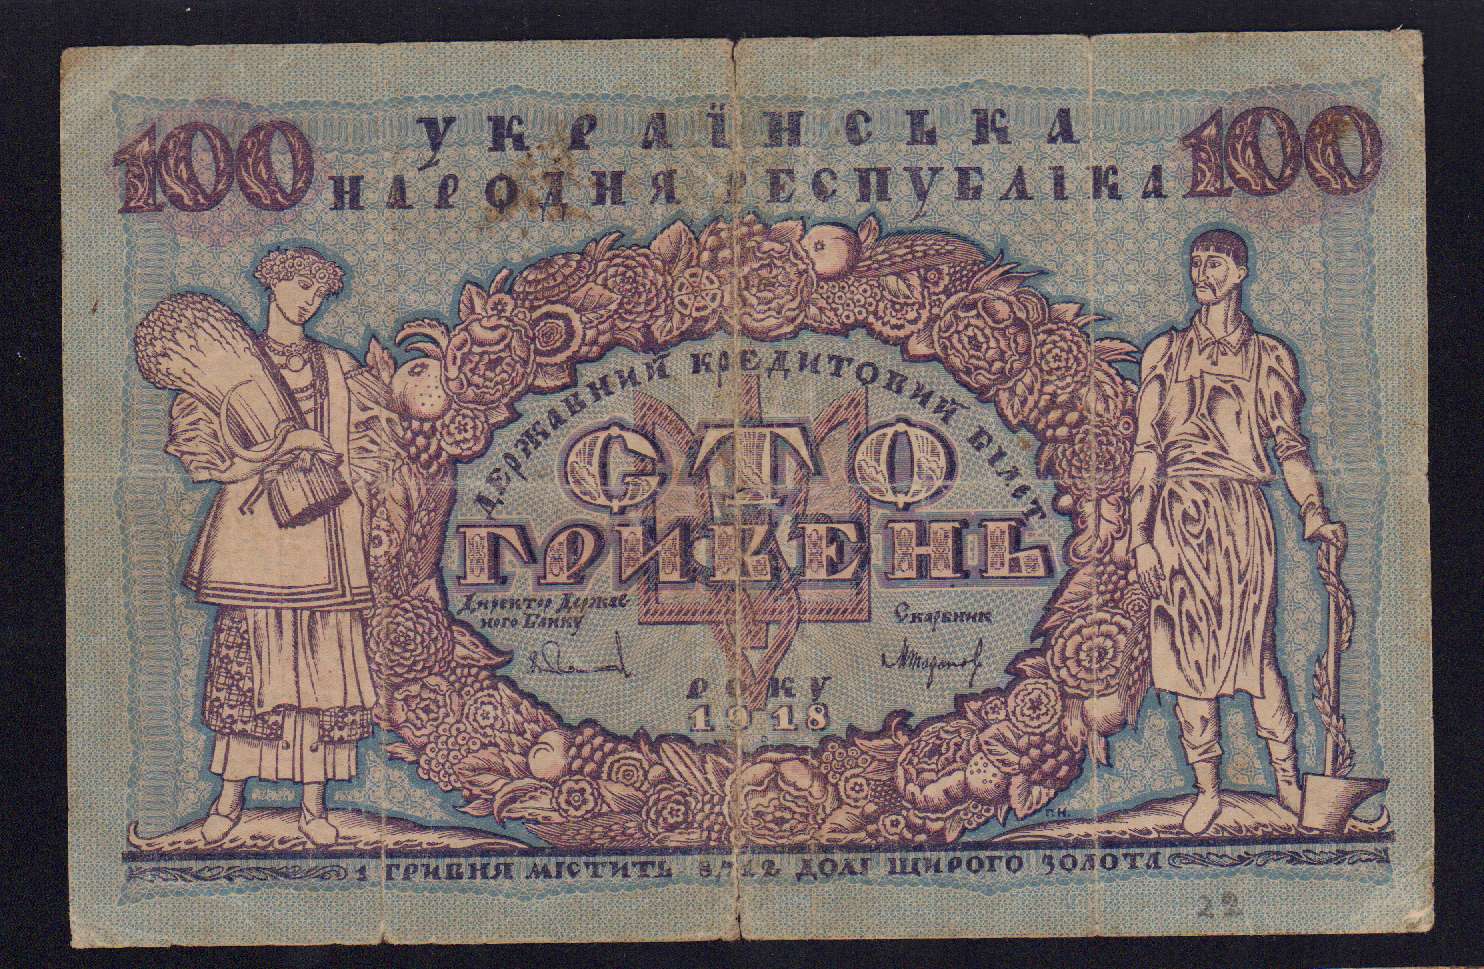 100 УКРАЇНСЬКА 100
НАРОДНЯ РЕСПУБЛІКА
ДЕРЖАВНИЙ КРЕДИТОВИЙ БІЛЕТ
СТО
ГРИВЕНЬ
Директор Держав
ного Банку
Скарбник
РОКУ
1918
Г.Н.
1 ГРИВНЯ МІСТИТЬ 8,712 ДОЛІ ЩИРОГО ЗОЛОТА
22